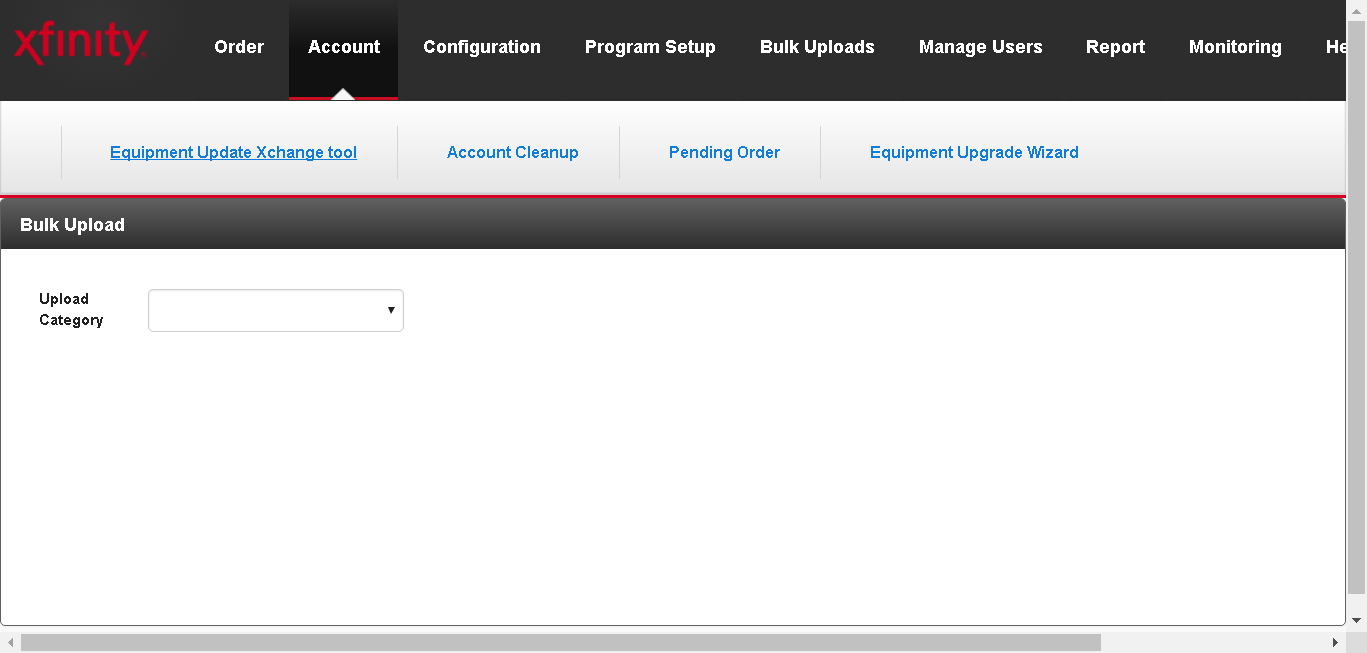 xfinity
Order Account Configuration Program Setup Bulk Uploads Manage Users Report Monitoring
Equipment Update Xchange tool Account Cleanup Pending Order Equipment Upgrade Wizard
Bulk Upload
Upload
Category